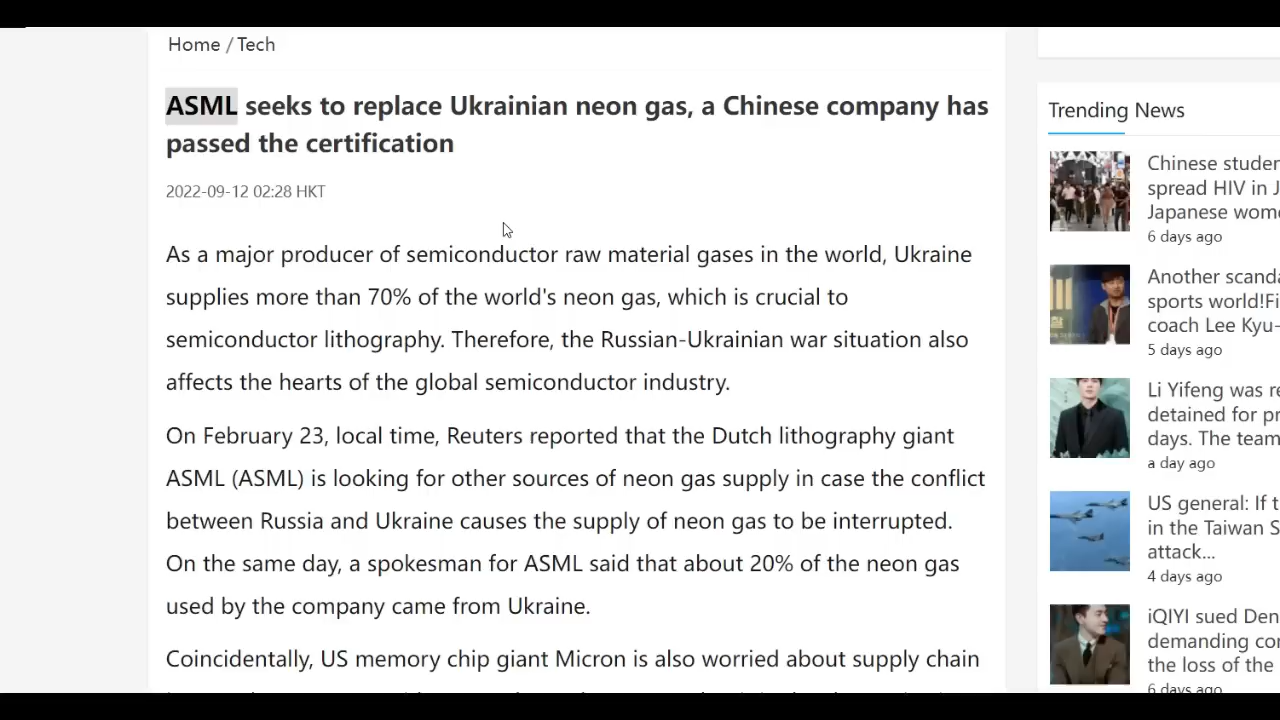 Home / Tech
ASML seeks to replace Ukrainian neon gas, a Chinese company has
passed the certification
2022-09-12 02:28 HKT
As a major producer of semiconductor raw material gases in the world, Ukraine
supplies more than 70% of the world's neon gas, which is crucial to
semiconductor lithography. Therefore, the Russian-Ukrainian war situation also
affects the hearts of the global semiconductor industry.
On February 23, local time, Reuters reported that the Dutch lithography giant
ASML (ASML) is looking for other sources of neon gas supply in case the conflict
between Russia and Ukraine causes the supply of neon gas to be interrupted.
On the same day, a spokesman for ASML said that about 20% of the neon gas
used by the company came from Ukraine.
Coincidentally, US memory chip giant Micron is also worried about supply chain
Trending News
Chinese studen
spread HIV in J
Japanese wome
6 days ago
Another scanda
sports world!Fi
coach Lee Kyu-
5 days ago
Li Yifeng was re
detained for pr
days. The team
a day ago
US general: If t
in the Taiwan S
attack...
4 days ago
iQIYI sued Den
demanding co
the loss of the
6 days ago